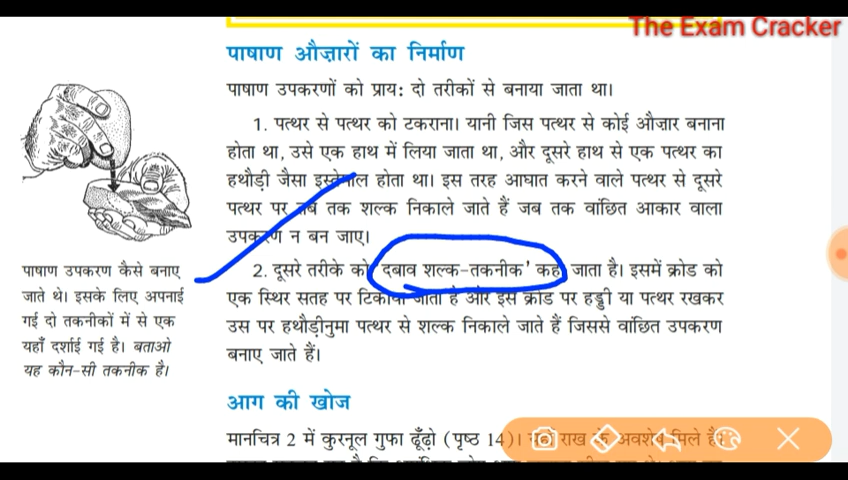 The Exam Cracker
पाषाण औज़ारों का निर्माण
पाषाण उपकरणों को प्राय: दो तरीकों से बनाया जाता था।
1. पत्थर से पत्थर को टकराना। यानी जिस पत्थर से कोई औज़ार बनाना
होता था, उसे एक हाथ में लिया जाता था, और दूसरे हाथ से एक पत्थर का
हथौड़ी जैसा इस्तेमाल होता था। इस तरह आघात करने वाले पत्थर से दूसरे
पत्थर पर तब तक शल्क निकाले जाते हैं जब तक वांछित आकार वाला
उपकरण न बन जाए।
2. दूसरे तरीके को 'दबाव शल्क-तकनीक' कहा जाता है। इसमें क्रोड को
एक स्थिर सतह पर टिकाया जाता है और इस क्रोड पर हड्डी या पत्थर रखकर
उस पर हथौड़ीनुमा पत्थर से शल्क निकाले जाते हैं जिससे वांछित उपकरण
बनाए जाते हैं।
पाषाण उपकरण कैसे बनाए
जाते थे। इसके लिए अपनाई
गई दो तकनीकों में से एक
यहाँ दर्शाई गई है। बताओ
यह कौन-सी तकनीक है।
आग की खोज
मानचित्र 2 में कुरनूल गुफा ढूँढ़ो (पृष्ठ 14)। यहाँ राख के अवशेष मिले हैं।